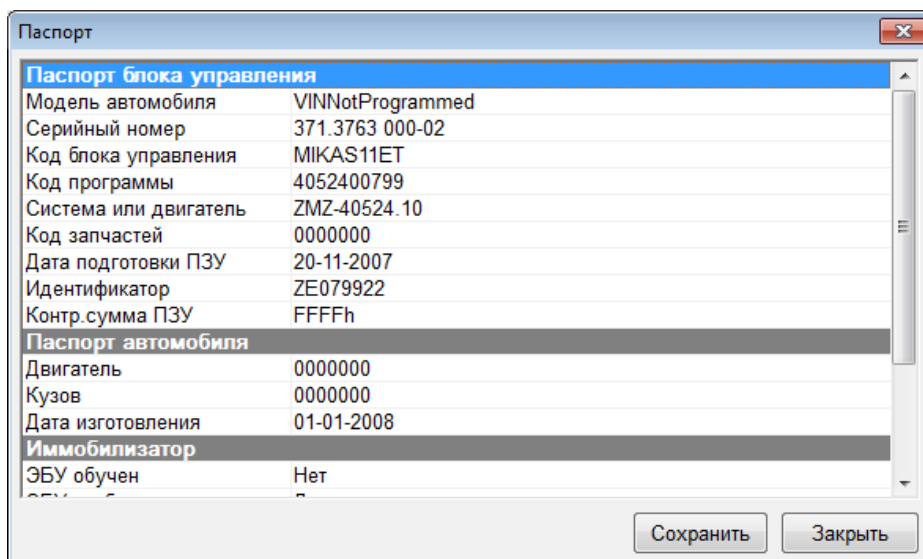 Паспорт
Паспорт блока управления
Модель автомобиля VINNotProgrammed
Серийный номер 371.3763 000-02
Код блока управления MIKAS11ET
Код программы 4052400799
Система или двигатель ZMZ-40524.10
Код запчастей 0000000
Дата подготовки ПЗУ 20-11-2007
Идентификатор ZE079922
Контр.сумма ПЗУ FFFFh
Паспорт автомобиля
Двигатель 0000000
Кузов 0000000
Дата изготовления 01-01-2008
Иммобилизатор
ЭБУ обучен Нет
Сохранить Закрыть